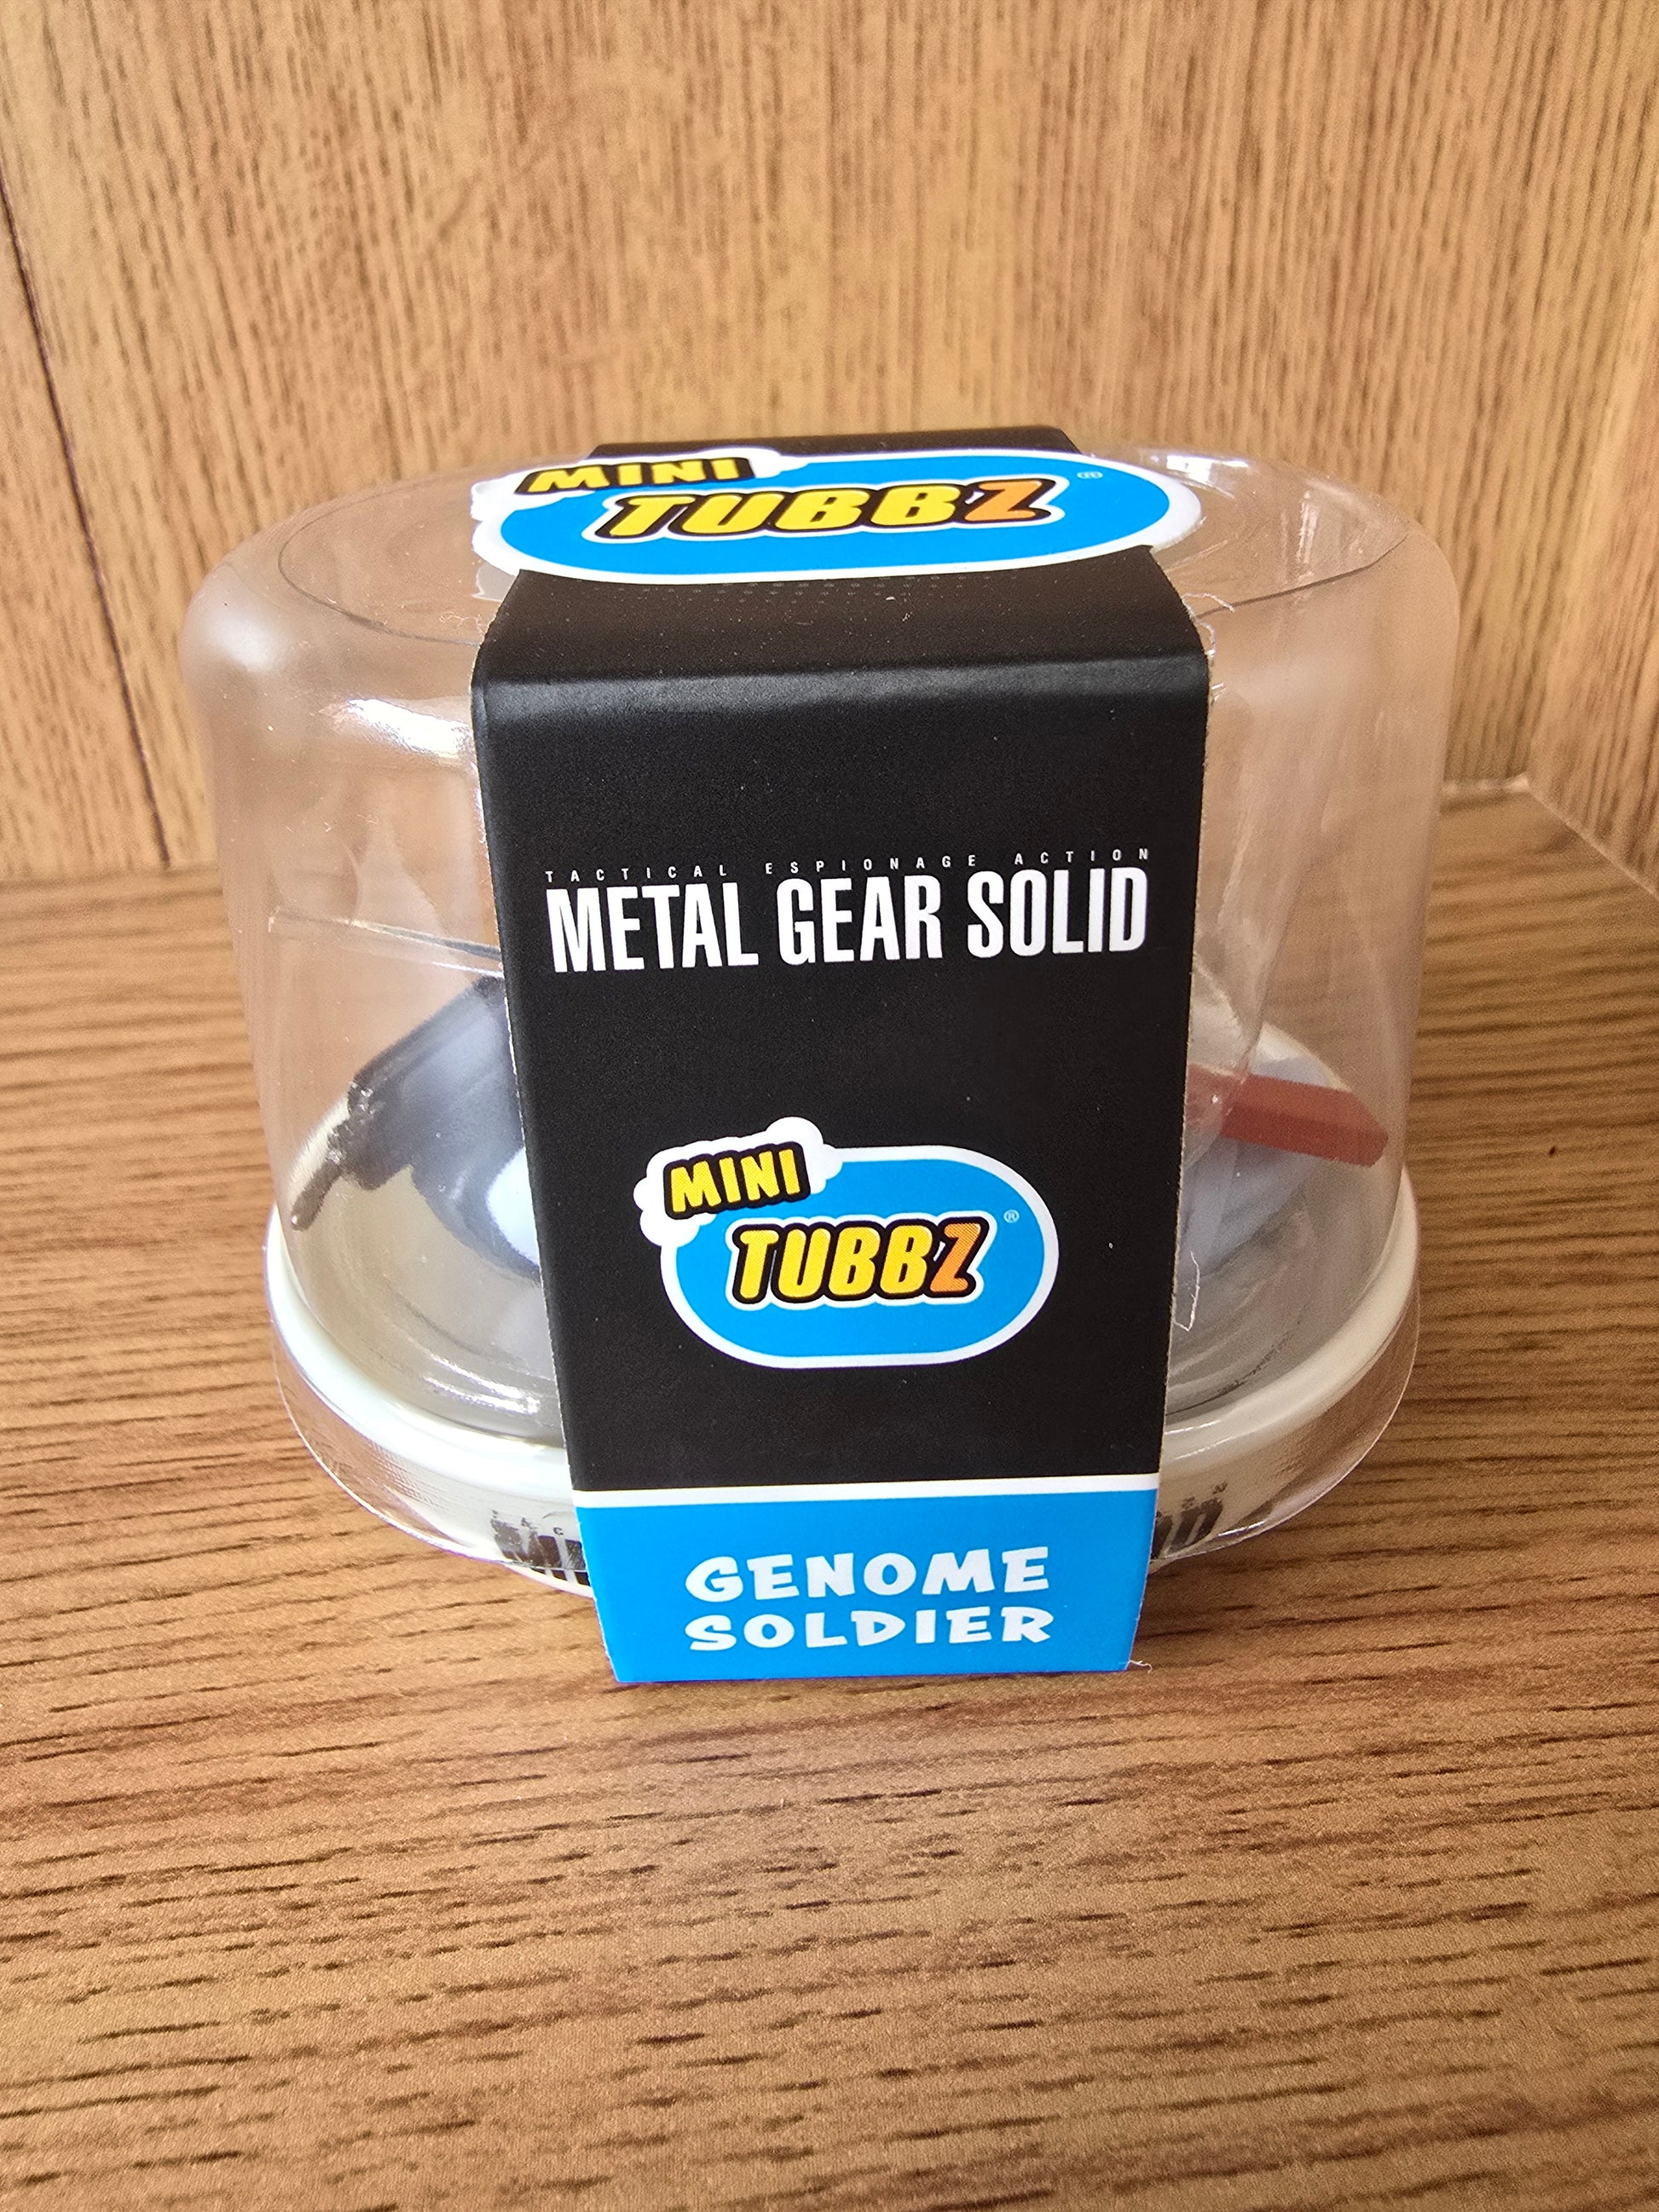 MINI
TUBBZ®
TACTICAL ESPIONAGE ACTION
METAL GEAR SOLID
MINI
TUBBZ®
GENOME
SOLDIER